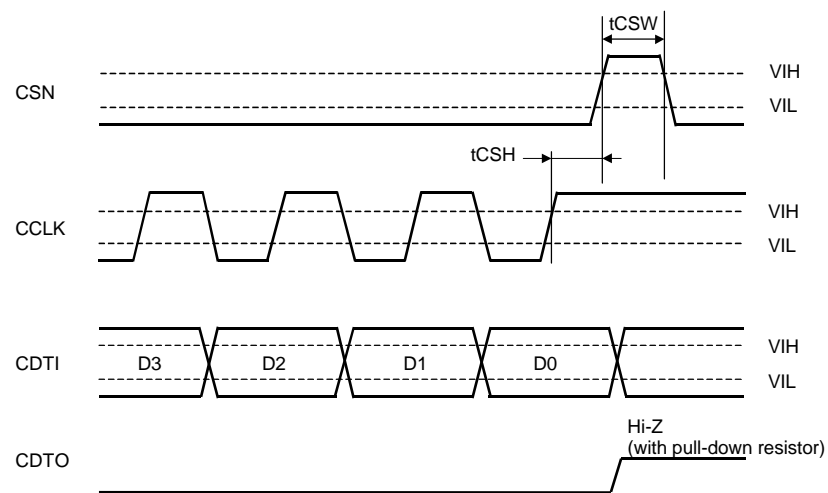 tCSW
VIH
CSN
VIL
tCSH
VIH
CCLK
VIL
VIH
CDTI D3 D2 D1 D0
VIL
Hi-Z
(with pull-down resistor)
CDTO